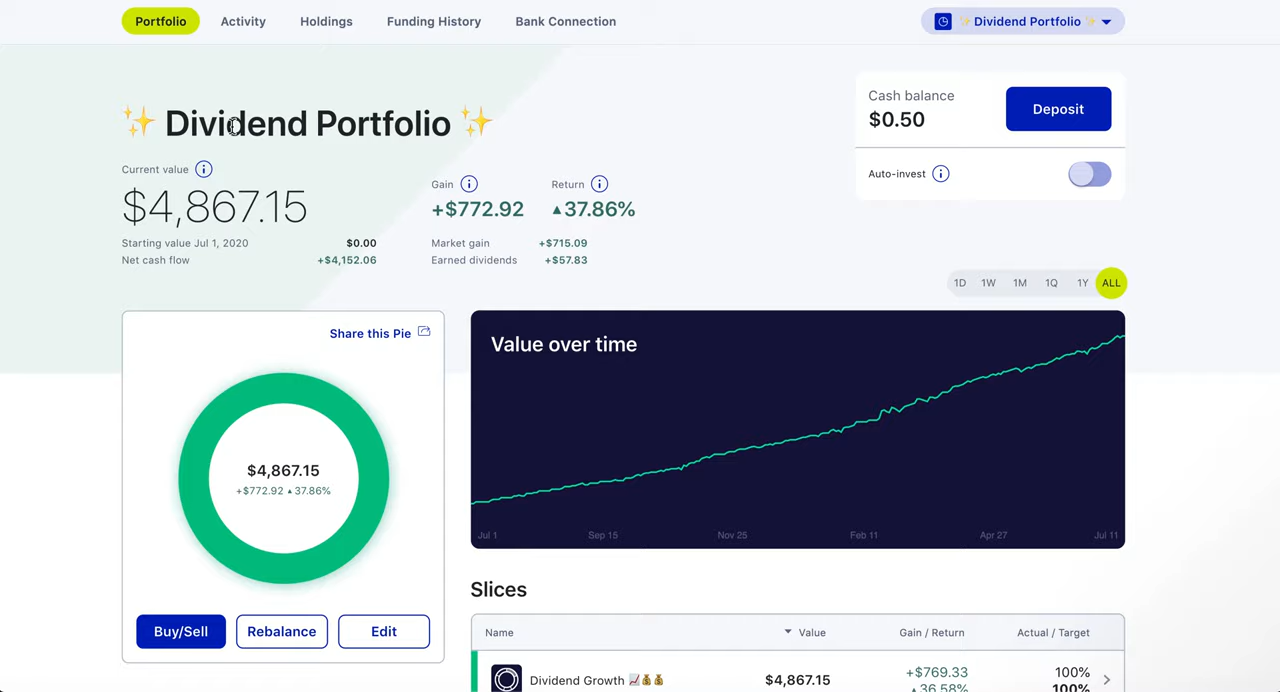 Portfolio Activity Holdings Funding History Bank Connection ✨ Dividend Portfolio ✨
✨ Dividend Portfolio ✨
Cash balance
$0.50
Deposit
Auto-invest
Current value
$4,867.15
Starting value Jul 1, 2020 $0.00
Net cash flow +$4,152.06
Gain
+$772.92
Return
▲37.86%
Market gain +$715.09
Earned dividends +$57.83
1D 1W 1M 1Q 1Y ALL
Share this Pie
$4,867.15
+$772.92 ▲ 37.86%
Buy/Sell Rebalance Edit
Value over time
Jul 1 Sep 15 Nov 25 Feb 11 Apr 27 Jul 11
Slices
Name Value Gain / Return Actual / Target
Dividend Growth 📈💰💰 $4,867.15 +$769.33 100%
▲36.58% 100%